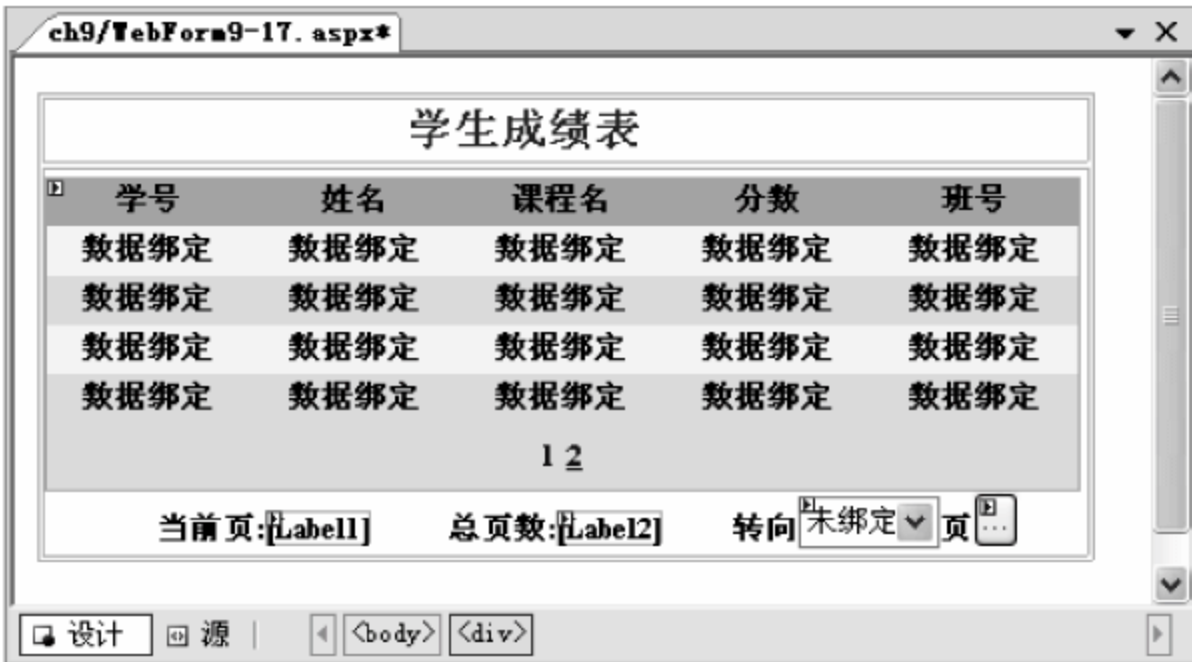 ch9/WebForm9-17.aspx*
学生成绩表
学号 姓名 课程名 分数 班号
数据绑定 数据绑定 数据绑定 数据绑定 数据绑定
数据绑定 数据绑定 数据绑定 数据绑定 数据绑定
数据绑定 数据绑定 数据绑定 数据绑定 数据绑定
数据绑定 数据绑定 数据绑定 数据绑定 数据绑定
1 2
当前页:[Label1] 总页数:[Label2] 转向 未绑定 页 ...
设计 源 <body> <div>